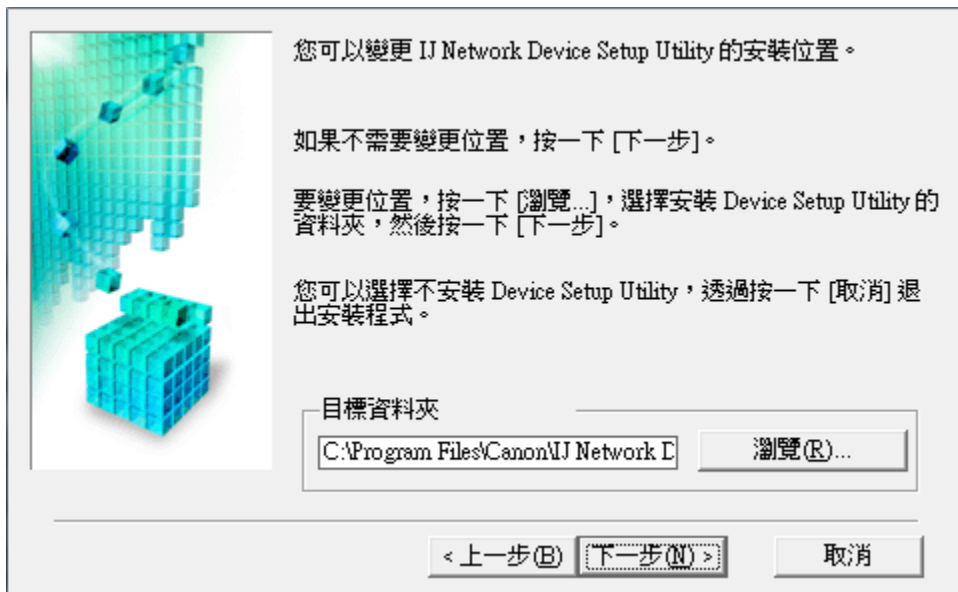 您可以變更 IJ Network Device Setup Utility 的安裝位置。
如果不需要變更位置，按一下 [下一步]。
要變更位置，按一下 [瀏覽...]，選擇安裝 Device Setup Utility 的
資料夾，然後按一下 [下一步]。
您可以選擇不安裝 Device Setup Utility，透過按一下 [取消] 退
出安裝程式。
目標資料夾
C:\Program Files\Canon\IJ Network D
瀏覽(R)...
< 上一步(B)
下一步(N) >
取消